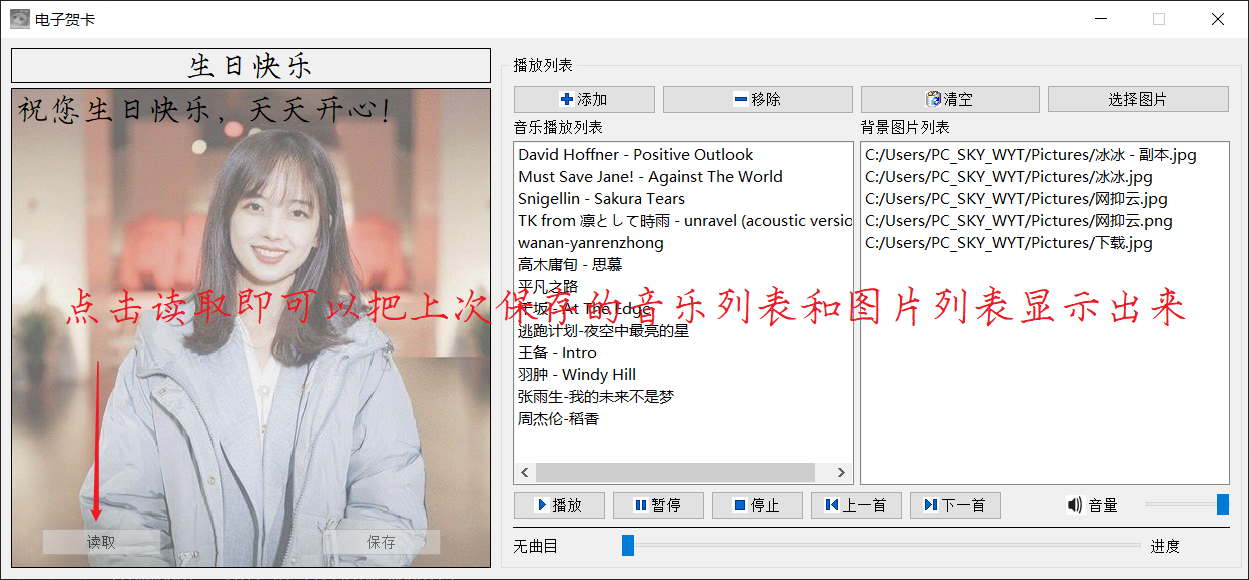 电子贺卡
生日快乐
祝您生日快乐，天天开心！
播放列表
添加
移除
清空
选择图片
音乐播放列表
背景图片列表
David Hoffner - Positive Outlook
Must Save Jane! - Against The World
Snigellin - Sakura Tears
TK from 凛として時雨 - unravel (acoustic versio
wanan-yanrenzhong
高木庸旬 - 思慕
平凡之路
千坂 - At The Edge
逃跑计划-夜空中最亮的星
王备 - Intro
羽肿 - Windy Hill
张雨生-我的未来不是梦
周杰伦-稻香
C:/Users/PC_SKY_WYT/Pictures/冰冰 - 副本.jpg
C:/Users/PC_SKY_WYT/Pictures/冰冰.jpg
C:/Users/PC_SKY_WYT/Pictures/网抑云.jpg
C:/Users/PC_SKY_WYT/Pictures/网抑云.png
C:/Users/PC_SKY_WYT/Pictures/下载.jpg
点击读取即可以把上次保存的音乐列表和图片列表显示出来
读取
保存
播放
暂停
停止
上一首
下一首
音量
无曲目
进度